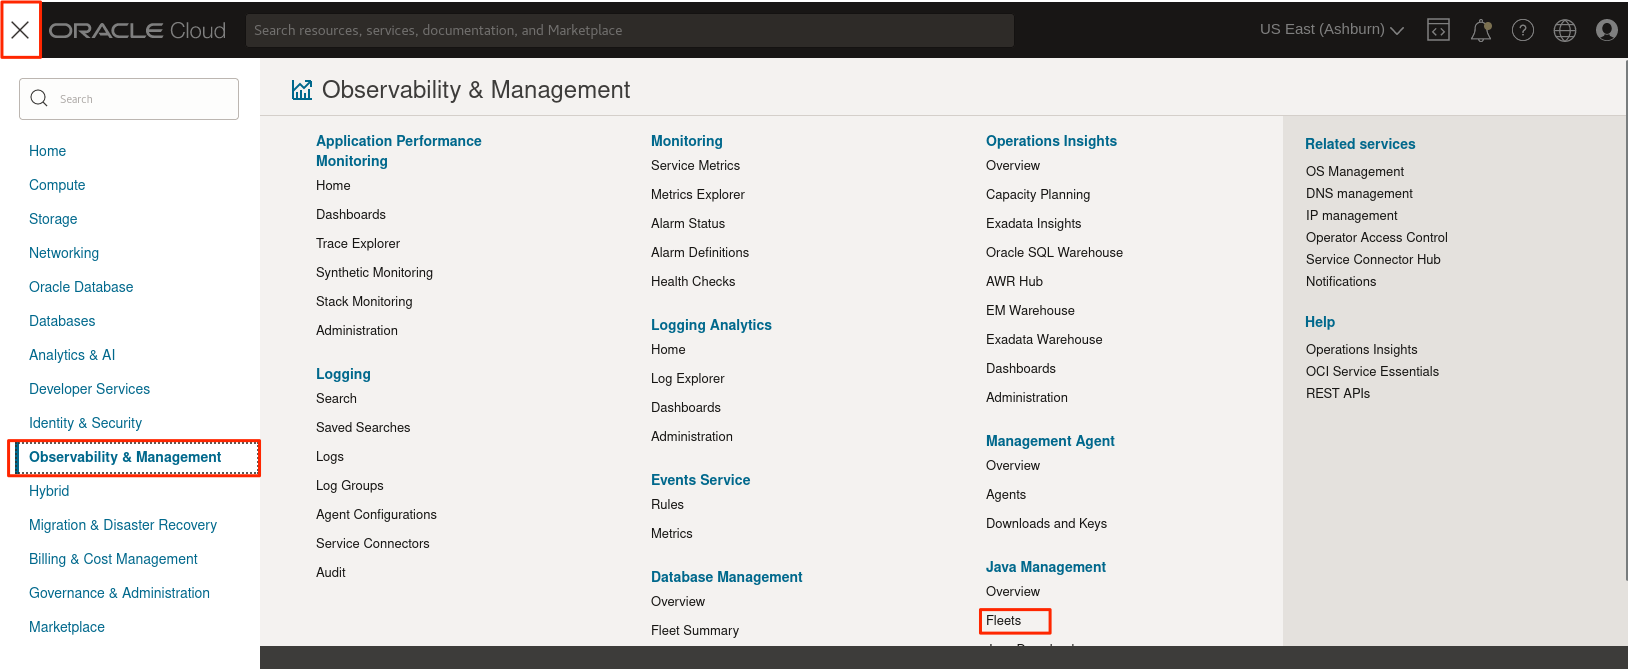 ORACLE Cloud
Search resources, services, documentation, and Marketplace
US East (Ashburn)
Search
Home
Compute
Storage
Networking
Oracle Database
Databases
Analytics & AI
Developer Services
Identity & Security
Observability & Management
Hybrid
Migration & Disaster Recovery
Billing & Cost Management
Governance & Administration
Marketplace
Observability & Management
Application Performance
Monitoring
Home
Dashboards
Trace Explorer
Synthetic Monitoring
Stack Monitoring
Administration
Logging
Search
Saved Searches
Logs
Log Groups
Agent Configurations
Service Connectors
Audit
Monitoring
Service Metrics
Metrics Explorer
Alarm Status
Alarm Definitions
Health Checks
Logging Analytics
Home
Log Explorer
Dashboards
Administration
Events Service
Rules
Metrics
Database Management
Overview
Fleet Summary
Operations Insights
Overview
Capacity Planning
Exadata Insights
Oracle SQL Warehouse
AWR Hub
EM Warehouse
Exadata Warehouse
Dashboards
Administration
Management Agent
Overview
Agents
Downloads and Keys
Java Management
Overview
Fleets
Related services
OS Management
DNS management
IP management
Operator Access Control
Service Connector Hub
Notifications
Help
Operations Insights
OCI Service Essentials
REST APIs